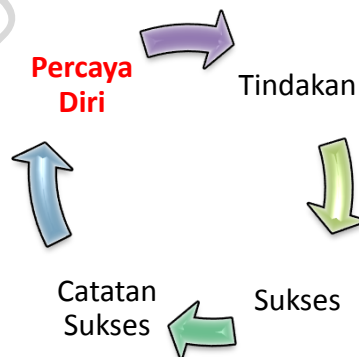 Percaya
Diri
Tindakan
Sukses
Catatan
Sukses